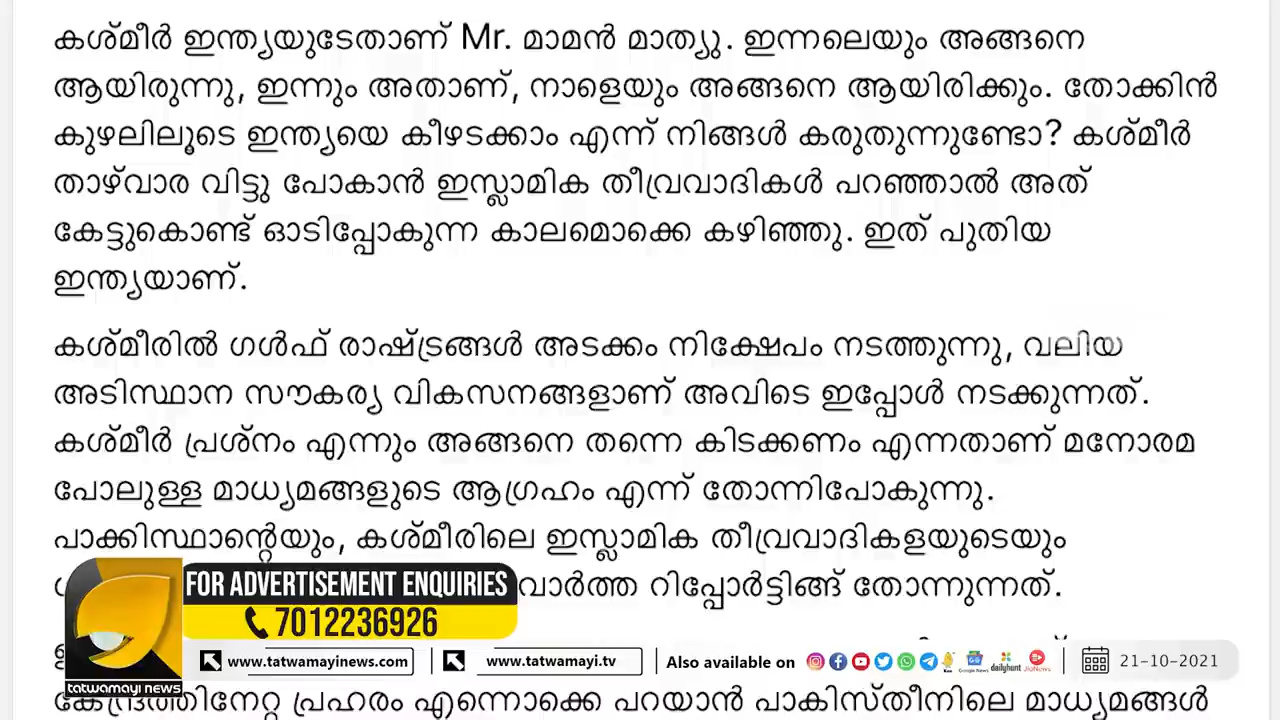 കശ്മീർ ഇന്ത്യയുടേതാണ് Mr. മാമൻ മാത്യു. ഇന്നലെയും അങ്ങനെ
ആയിരുന്നു, ഇന്നും അതാണ്, നാളെയും അങ്ങനെ ആയിരിക്കും. തോക്കിൻ
കുഴലിലൂടെ ഇന്ത്യയെ കീഴടക്കാം എന്ന് നിങ്ങൾ കരുതുന്നുണ്ടോ? കശ്മീർ
താഴ്‌വാര വിട്ടു പോകാൻ ഇസ്ലാമിക തീവ്രവാദികൾ പറഞ്ഞാൽ അത്
കേട്ടുകൊണ്ട് ഓടിപ്പോകുന്ന കാലമൊക്കെ കഴിഞ്ഞു. ഇത് പുതിയ
ഇന്ത്യയാണ്.
കശ്മീരിൽ ഗൾഫ് രാഷ്ട്രങ്ങൾ അടക്കം നിക്ഷേപം നടത്തുന്നു, വലിയ
അടിസ്ഥാന സൗകര്യ വികസനങ്ങളാണ് അവിടെ ഇപ്പോൾ നടക്കുന്നത്.
കശ്മീർ പ്രശ്നം എന്നും അങ്ങനെ തന്നെ കിടക്കണം എന്നതാണ് മനോരമ
പോലുള്ള മാധ്യമങ്ങളുടെ ആഗ്രഹം എന്ന് തോന്നിപോകുന്നു.
പാക്കിസ്ഥാന്റെയും, കശ്മീരിലെ ഇസ്ലാമിക തീവ്രവാദികളയുടെയും
വാർത്ത റിപ്പോർട്ടിങ്ങ് തോന്നുന്നത്.
FOR ADVERTISEMENT ENQUIRIES
7012236926
tatwamayi news
www.tatwamayinews.com
www.tatwamayi.tv
Also available on
Google News
dailyhunt
JioNews
21-10-2021
കേന്ദ്രത്തിനേറ്റ പ്രഹരം എന്നൊക്കെ പറയാൻ പാകിസ്തീനിലെ മാധ്യമങ്ങൾ